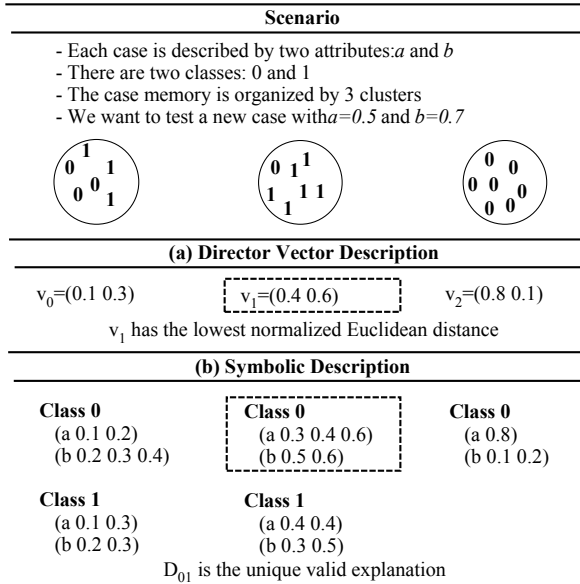 Scenario
- Each case is described by two attributes:a and b
- There are two classes: 0 and 1
- The case memory is organized by 3 clusters
- We want to test a new case with a=0.5 and b=0.7
1
0 1
0
0 1
0 1 1
1 1 1
1
0
0 0
0 0 0
0 0
(a) Director Vector Description
v0=(0.1 0.3) v1=(0.4 0.6) v2=(0.8 0.1)
v1 has the lowest normalized Euclidean distance
(b) Symbolic Description
Class 0 Class 0 Class 0
(a 0.1 0.2) (a 0.3 0.4 0.6) (a 0.8)
(b 0.2 0.3 0.4) (b 0.5 0.6) (b 0.1 0.2)
Class 1 Class 1
(a 0.1 0.3) (a 0.4 0.4)
(b 0.2 0.3) (b 0.3 0.5)
D01 is the unique valid explanation